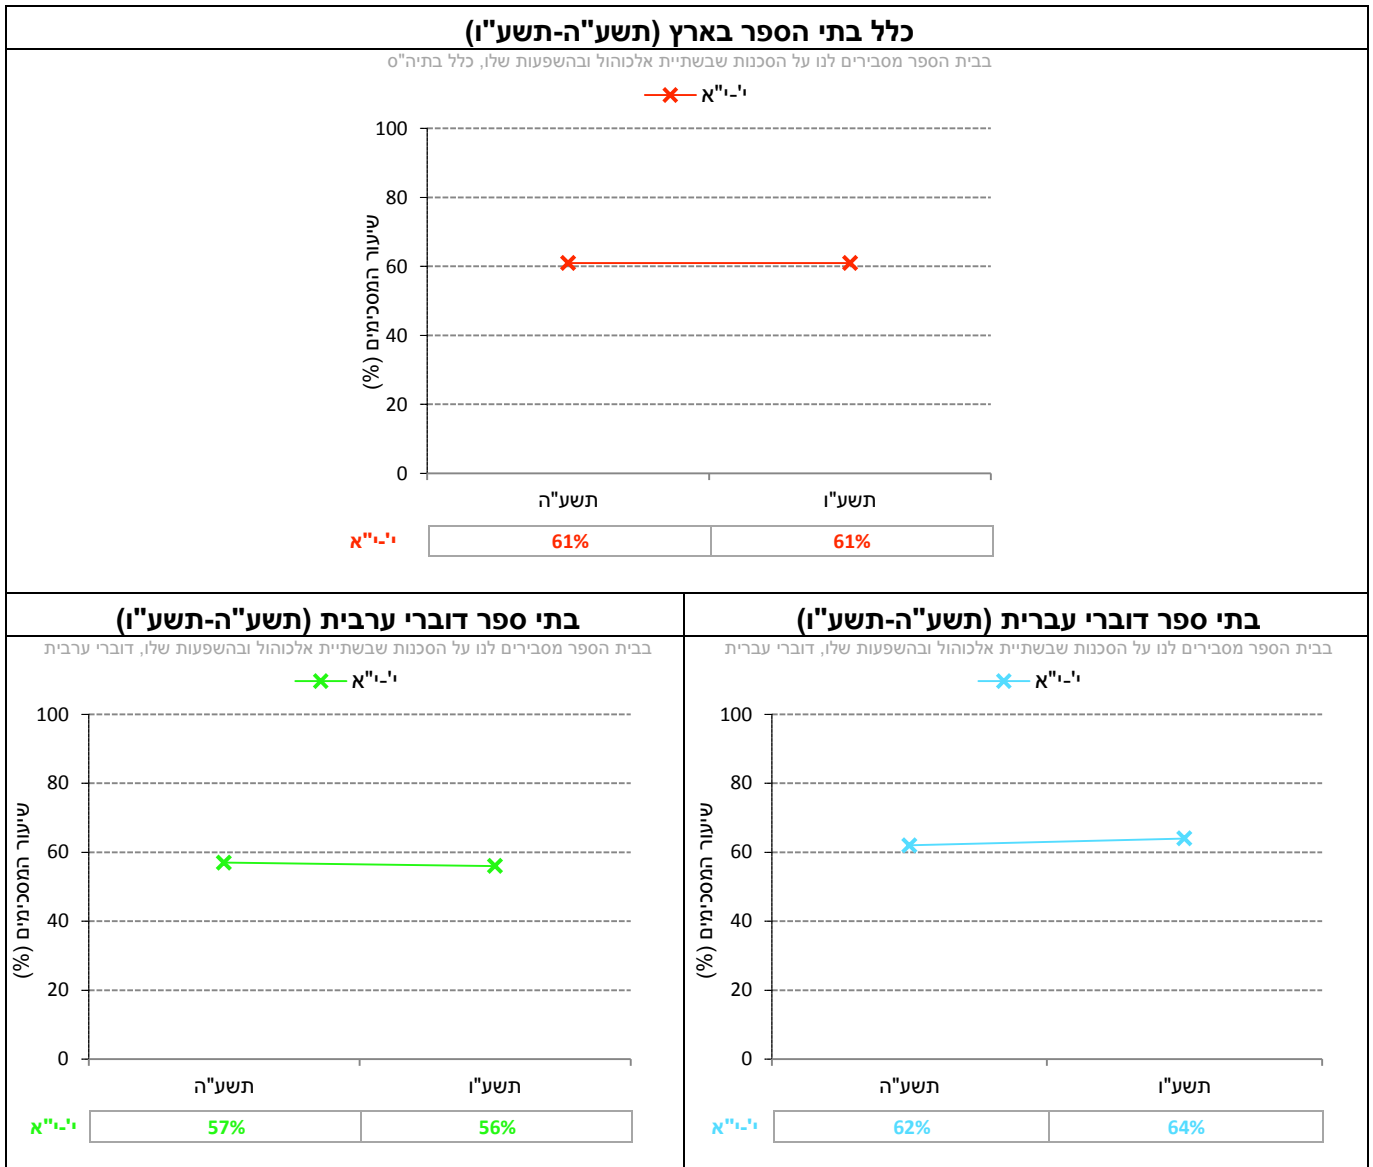 כלל בתי הספר בארץ (תשע"ה-תשע"ו)
בבית הספר מסבירים לנו על הסכנות שבשתיית אלכוהול ובהשפעות שלו, כלל בתיה"ס
י'-י"א
100
80
60
40
20
0
שיעור המסכימים (%)
תשע"ה תשע"ו
י'-י"א 61% 61%
בתי ספר דוברי עברית (תשע"ה-תשע"ו)
בבית הספר מסבירים לנו על הסכנות שבשתיית אלכוהול ובהשפעות שלו, דוברי עברית
י'-י"א
100
80
60
40
20
0
שיעור המסכימים (%)
תשע"ה תשע"ו
י'-י"א 62% 64%
בתי ספר דוברי ערבית (תשע"ה-תשע"ו)
בבית הספר מסבירים לנו על הסכנות שבשתיית אלכוהול ובהשפעות שלו, דוברי ערבית
י'-י"א
100
80
60
40
20
0
שיעור המסכימים (%)
תשע"ה תשע"ו
י'-י"א 57% 56%